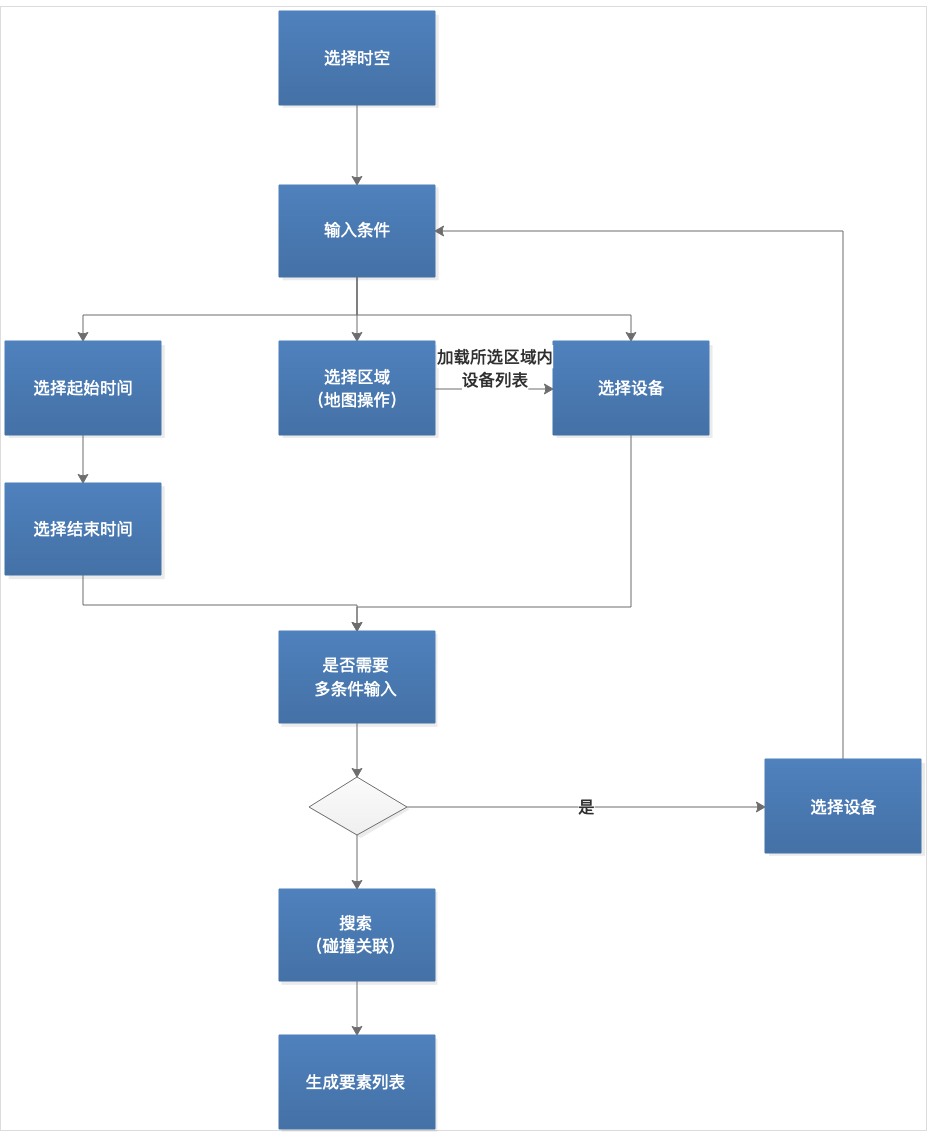 选择时空
输入条件
选择起始时间
选择区域
（地图操作）
加载所选区域内
设备列表
选择设备
选择结束时间
是否需要
多条件输入
是
选择设备
搜索
（碰撞关联）
生成要素列表